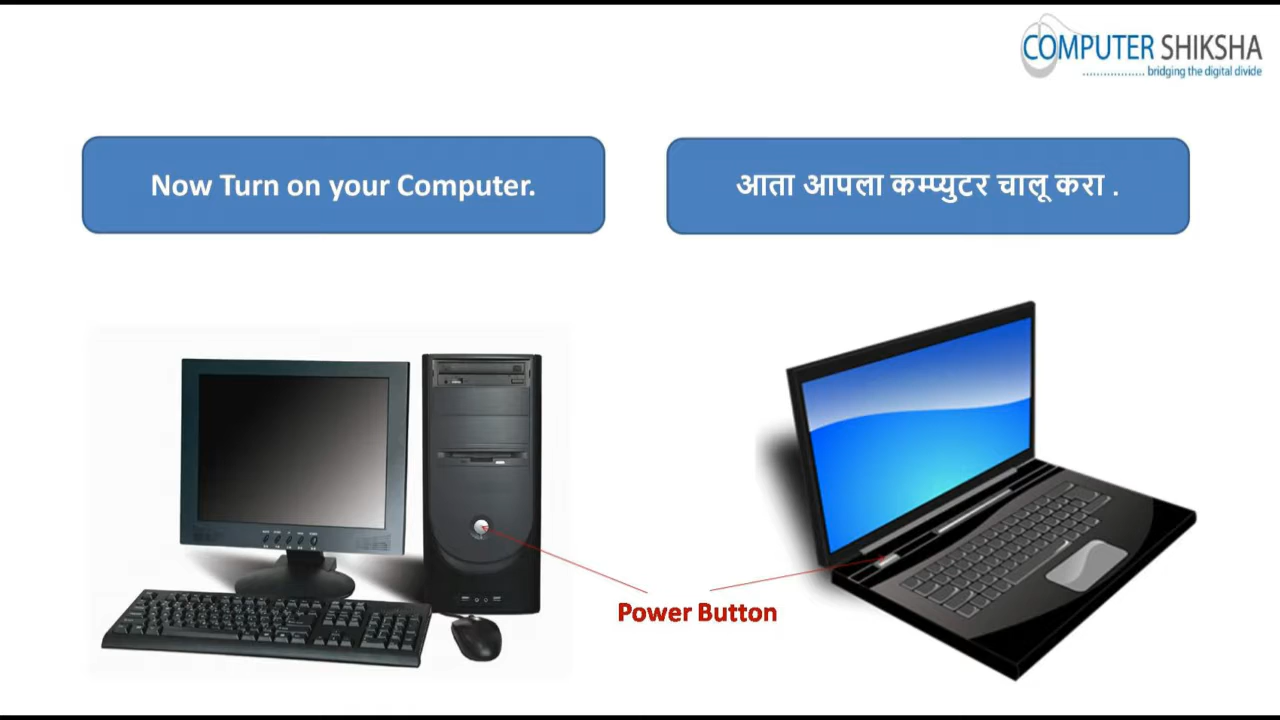 COMPUTER SHIKSHA
.................. bridging the digital divide
Now Turn on your Computer.
आता आपला कम्प्युटर चालू करा .
Power Button